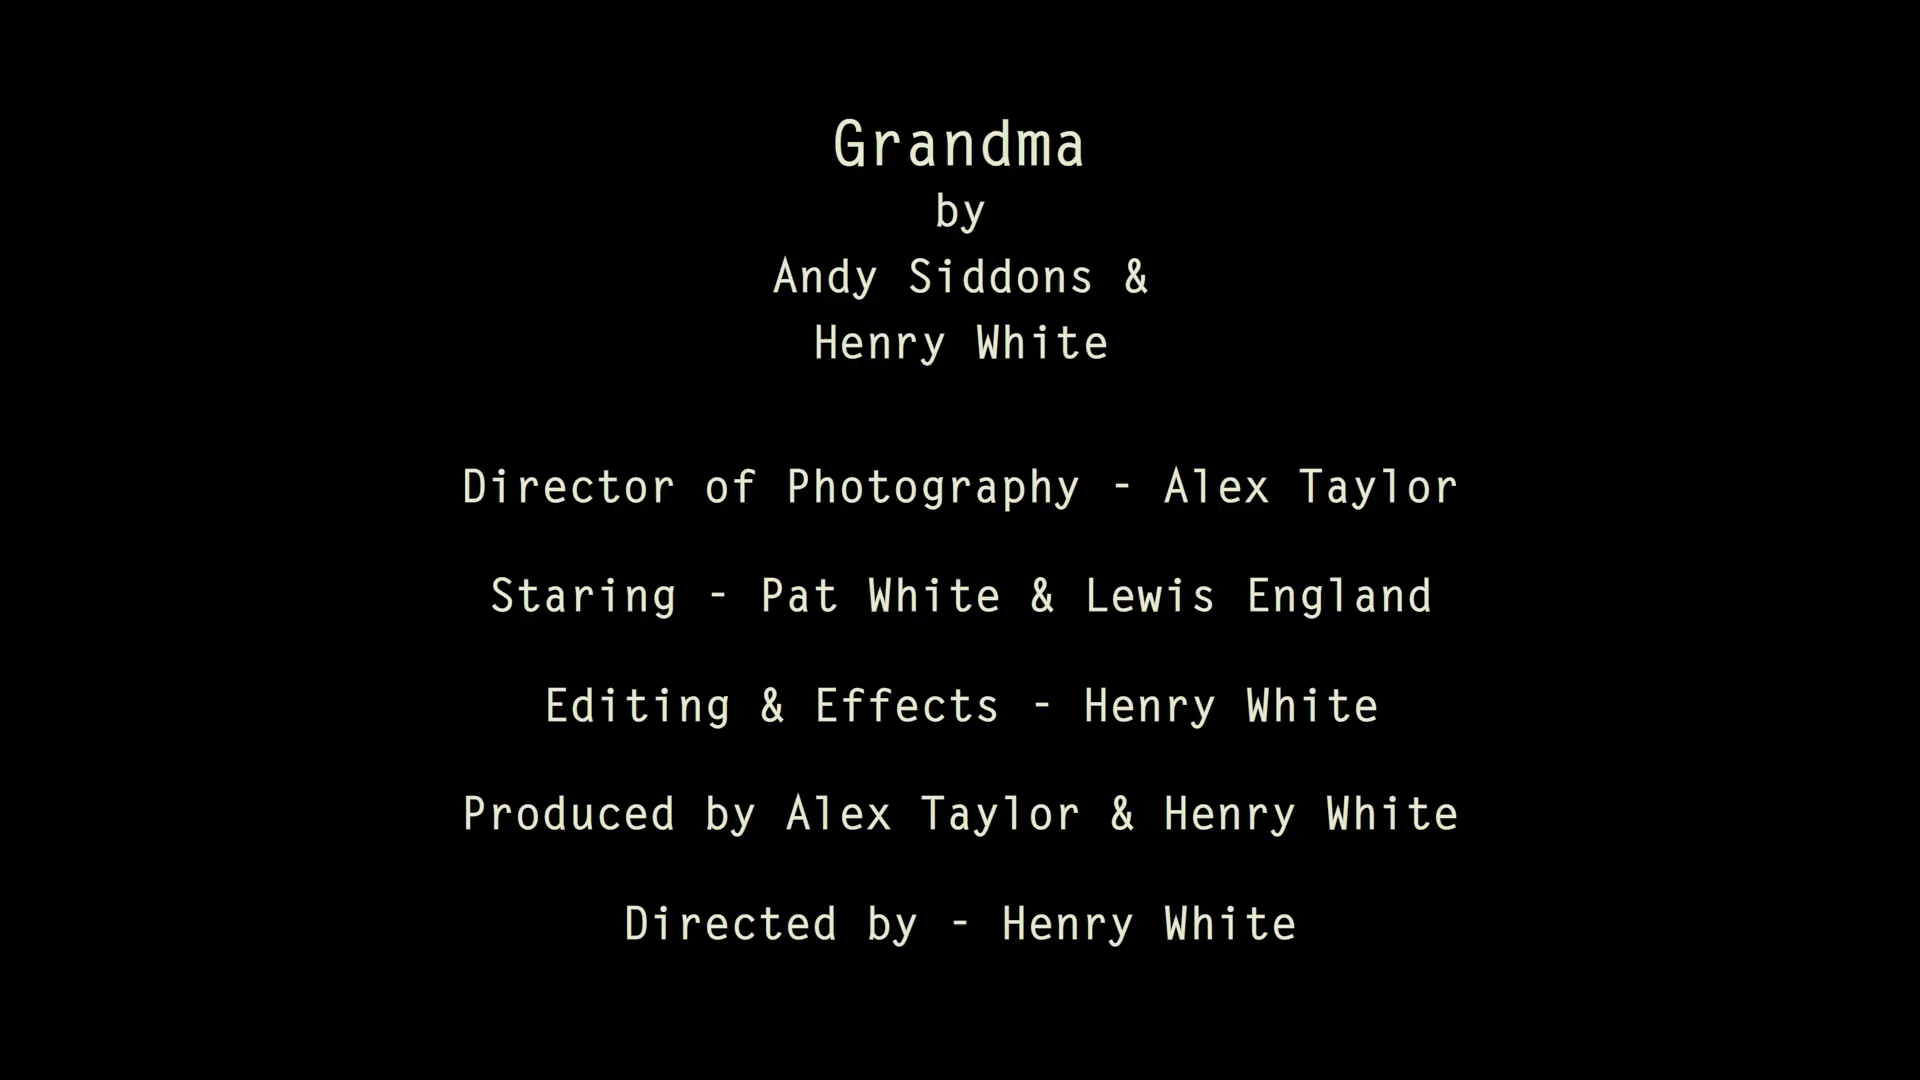 Grandma
by
Andy Siddons &
Henry White
Director of Photography - Alex Taylor
Staring - Pat White & Lewis England
Editing & Effects - Henry White
Produced by Alex Taylor & Henry White
Directed by - Henry White